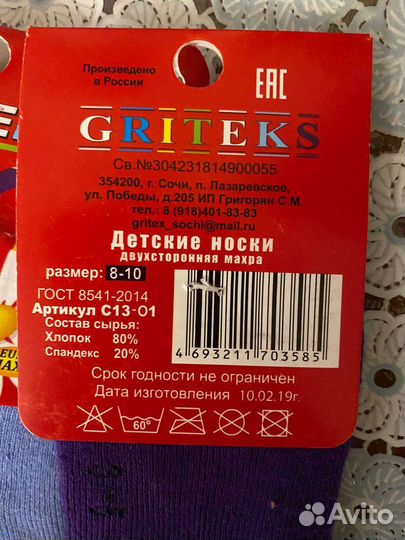 Произведено
в России
EAC
GRITEKS
Св.№304231814900055
354200, г. Сочи, п. Лазаревское,
ул. Победы, д.205 ИП Григорян С.М.
тел.: 8 (918)401-83-83
gritex_sochi@mail.ru
Детские носки
двухсторонняя махра
размер: 8-10
ГОСТ 8541-2014
Артикул С13-01
Состав сырья:
Хлопок 80%
Спандекс 20%
4 693211 703585
Срок годности не ограничен
Дата изготовления 10.02.19г.
60°
Avito